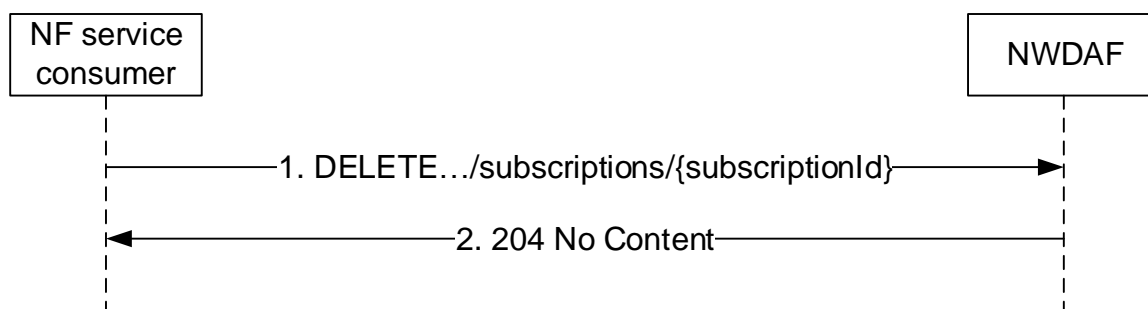 NF service
consumer
NWDAF
1. DELETE…/subscriptions/{subscriptionId}
2. 204 No Content